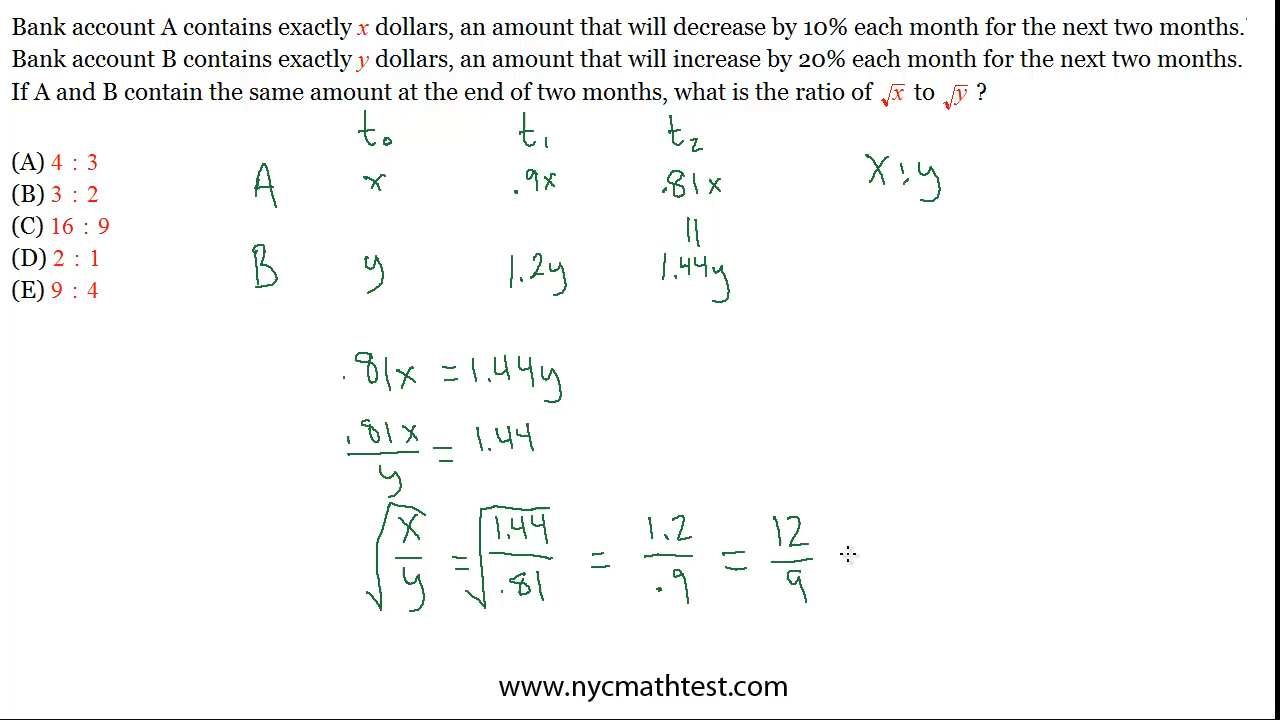 Bank account A contains exactly x dollars, an amount that will decrease by 10% each month for the next two months.
Bank account B contains exactly y dollars, an amount that will increase by 20% each month for the next two months.
If A and B contain the same amount at the end of two months, what is the ratio of √x to √y ?
t₀ t₁ t₂
(A) 4 : 3
(B) 3 : 2
(C) 16 : 9
(D) 2 : 1
(E) 9 : 4
A x .9x .81x x:y
||
B y 1.2y 1.44y
.81x = 1.44y
.81x/y = 1.44
√(x/y) = √(1.44/.81) = 1.2/.9 = 12/9
www.nycmathtest.com